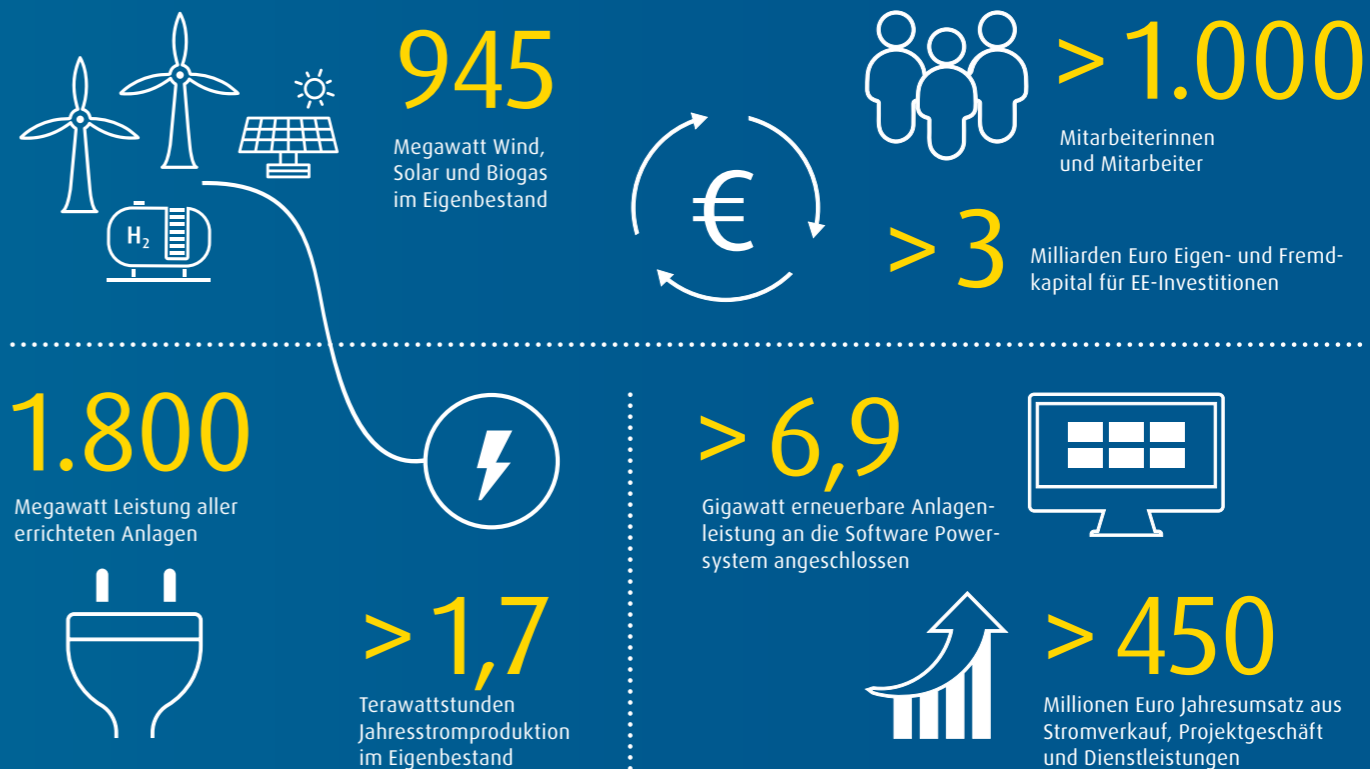 945
Megawatt Wind,
Solar und Biogas
im Eigenbestand
H₂
€
> 1.000
Mitarbeiterinnen
und Mitarbeiter
> 3
Milliarden Euro Eigen- und Fremd-
kapital für EE-Investitionen
1.800
Megawatt Leistung aller
errichteten Anlagen
> 1,7
Terawattstunden
Jahresstromproduktion
im Eigenbestand
> 6,9
Gigawatt erneuerbare Anlagen-
leistung an die Software Power-
system angeschlossen
> 450
Millionen Euro Jahresumsatz aus
Stromverkauf, Projektgeschäft
und Dienstleistungen